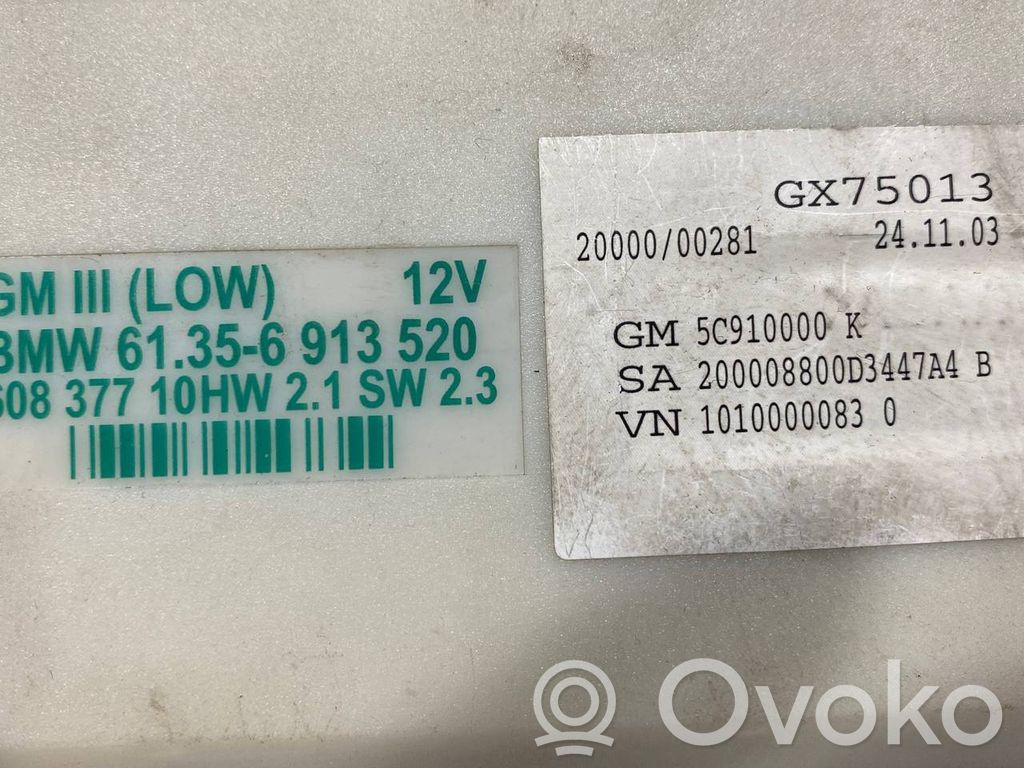 GM III (LOW) 12V
BMW 61.35-6 913 520
608 377 10HW 2.1 SW 2.3
GX75013
20000/00281 24.11.03
GM 5C910000 K
SA 200008800D3447A4 B
VN 1010000083 0
Ovoko